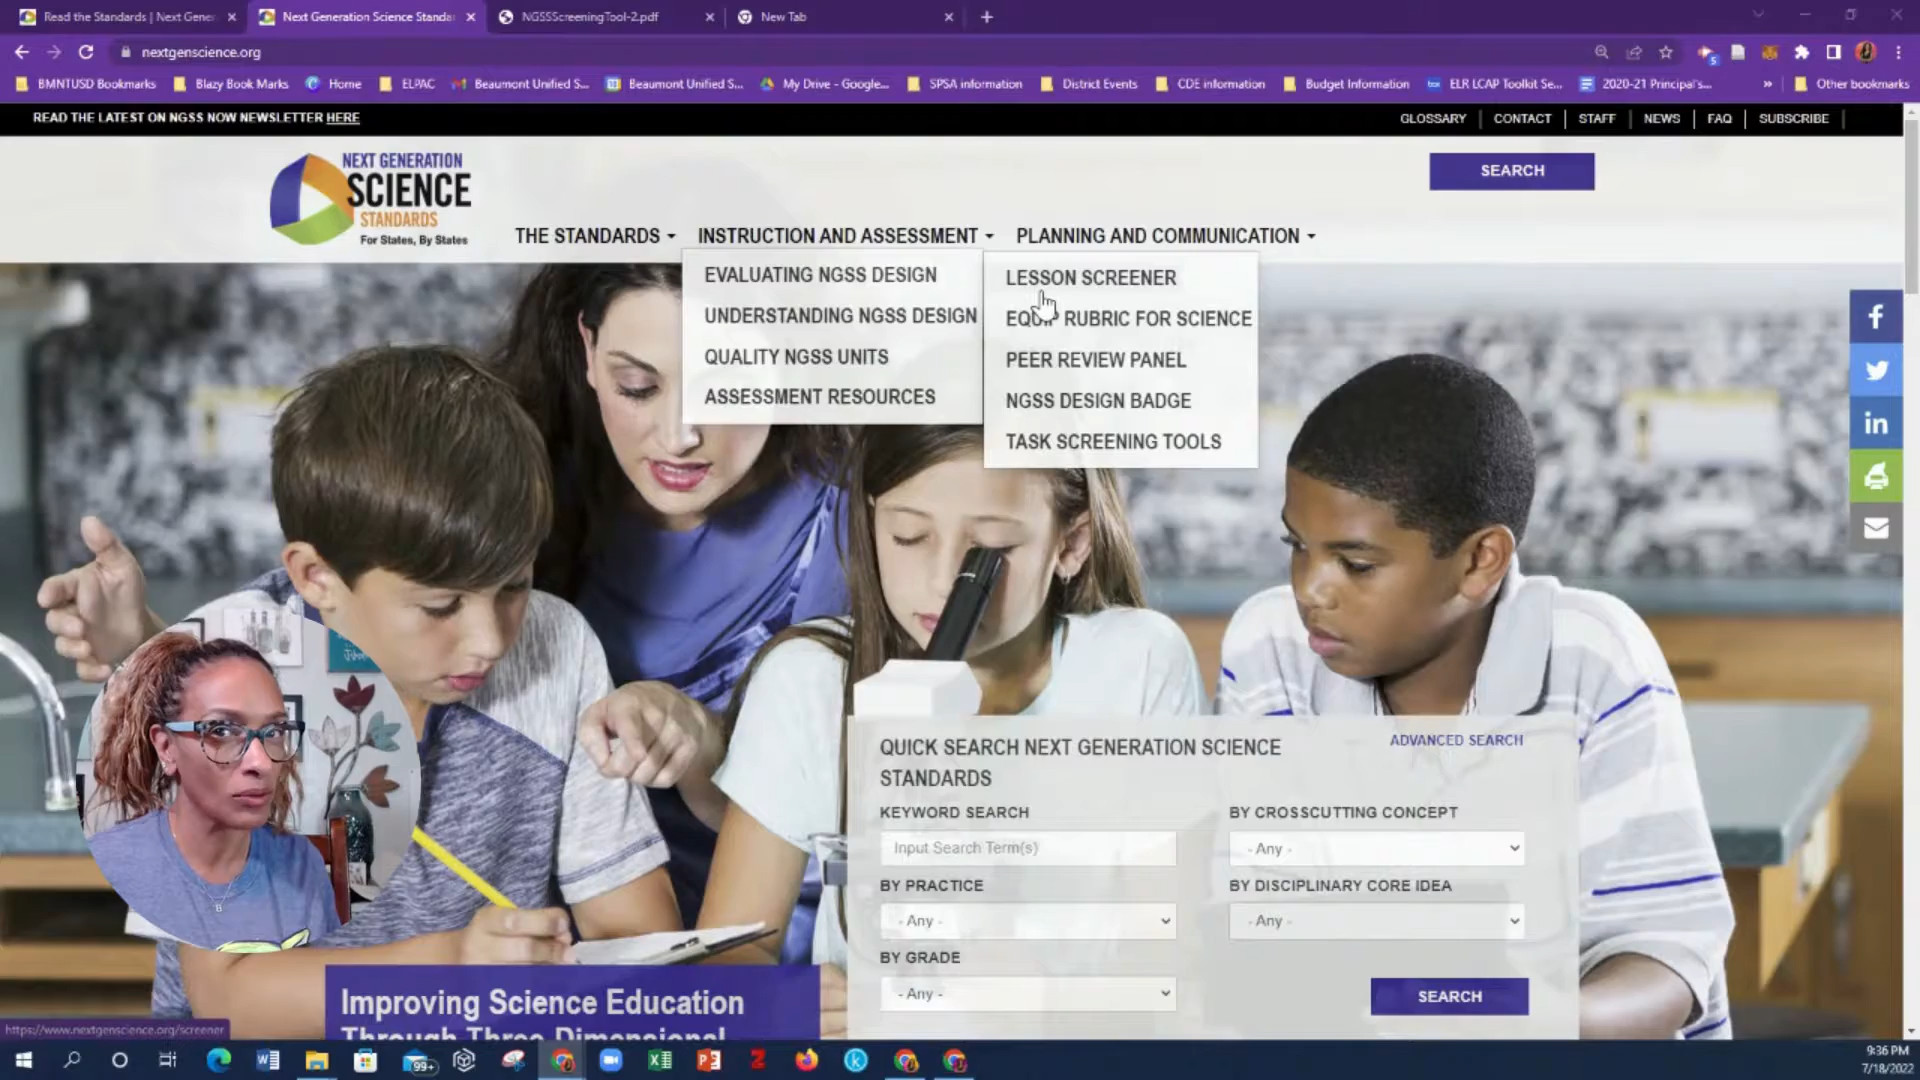 Read the Standards | Next Gener
Next Generation Science Standa
NGSSScreeningTool-2.pdf
New Tab
nextgenscience.org
BMNTUSD Bookmarks
Blazy Book Marks
Home
ELPAC
Beaumont Unified S...
Beaumont Unified S...
My Drive - Google...
SPSA information
District Events
CDE information
Budget Information
ELR LCAP Toolkit Se...
2020-21 Principal's...
»
Other bookmarks
READ THE LATEST ON NGSS NOW NEWSLETTER HERE
GLOSSARY
CONTACT
STAFF
NEWS
FAQ
SUBSCRIBE
NEXT GENERATION
SCIENCE
STANDARDS
For States, By States
SEARCH
THE STANDARDS
INSTRUCTION AND ASSESSMENT
PLANNING AND COMMUNICATION
EVALUATING NGSS DESIGN
UNDERSTANDING NGSS DESIGN
QUALITY NGSS UNITS
ASSESSMENT RESOURCES
LESSON SCREENER
EQUIP RUBRIC FOR SCIENCE
PEER REVIEW PANEL
NGSS DESIGN BADGE
TASK SCREENING TOOLS
QUICK SEARCH NEXT GENERATION SCIENCE
STANDARDS
ADVANCED SEARCH
KEYWORD SEARCH
Input Search Term(s)
BY CROSSCUTTING CONCEPT
- Any -
BY PRACTICE
- Any -
BY DISCIPLINARY CORE IDEA
- Any -
BY GRADE
- Any -
SEARCH
Improving Science Education
Through Three-Dimensional
https://www.nextgenscience.org/screener
99+
9:36 PM
7/18/2022